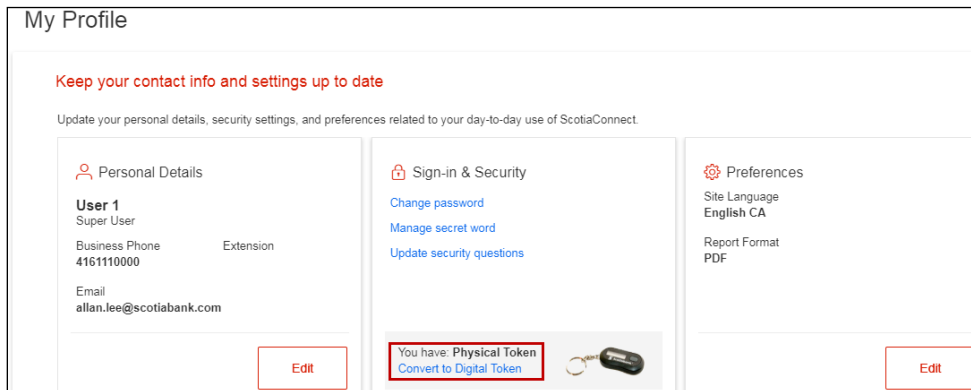 My Profile
Keep your contact info and settings up to date
Update your personal details, security settings, and preferences related to your day-to-day use of ScotiaConnect.
Personal Details
User 1
Super User
Business Phone Extension
4161110000
Email
allan.lee@scotiabank.com
Edit
Sign-in & Security
Change password
Manage secret word
Update security questions
You have: Physical Token
Convert to Digital Token
Preferences
Site Language
English CA
Report Format
PDF
Edit